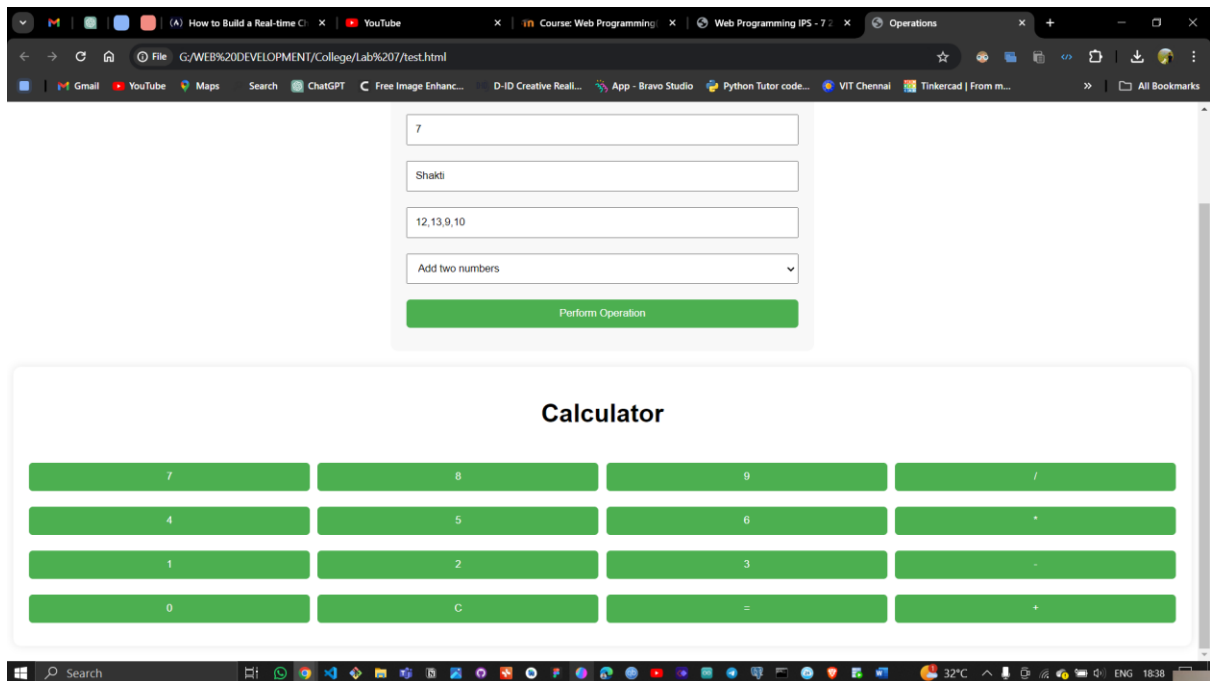 How to Build a Real-time C
YouTube
Course: Web Programming
Web Programming IPS - 7 2
Operations
File G:/WEB%20DEVELOPMENT/College/Lab%207/test.html
Gmail YouTube Maps Search ChatGPT Free Image Enhanc... D-ID Creative Reali... App - Bravo Studio Python Tutor code... VIT Chennai Tinkercad | From m... » All Bookmarks
7
Shakti
12,13,9,10
Add two numbers
Perform Operation
Calculator
7 8 9 /
4 5 6 *
1 2 3 -
0 C = +
Search 32°C ENG 18:38